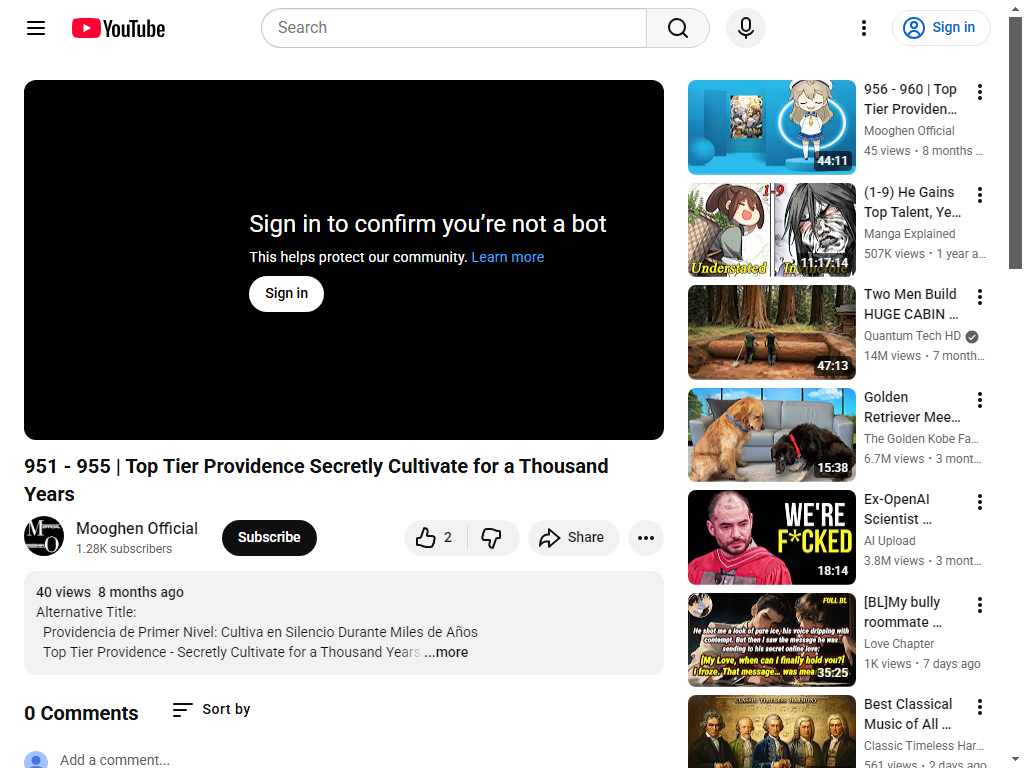 YouTube
Search
Sign in
Sign in to confirm you’re not a bot
This helps protect our community. Learn more
Sign in
951 - 955 | Top Tier Providence Secretly Cultivate for a Thousand
Years
Mooghen Official
1.28K subscribers
Subscribe
2
Share
40 views 8 months ago
Alternative Title:
Providencia de Primer Nivel: Cultiva en Silencio Durante Miles de Años
Top Tier Providence - Secretly Cultivate for a Thousand Years ...more
0 Comments
Sort by
Add a comment...
44:11
956 - 960 | Top
Tier Providen...
Mooghen Official
45 views • 8 months ...
1-9
Understated
Invincible
11:17:14
(1-9) He Gains
Top Talent, Ye...
Manga Explained
507K views • 1 year a...
47:13
Two Men Build
HUGE CABIN ...
Quantum Tech HD
14M views • 7 month...
15:38
Golden
Retriever Mee...
The Golden Kobe Fa...
6.7M views • 3 mont...
WE'RE
F*CKED
18:14
Ex-OpenAI
Scientist ...
AI Upload
3.8M views • 3 mont...
FULL BL
He shot me a look of pure ice, his voice dripping with
contempt. But then I saw the message he was
sending to his secret online love:
[My Love, when can I finally hold you?]
I froze. That message... was mea
35:25
[BL]My bully
roommate ...
Love Chapter
1K views • 7 days ago
CLASSIC TIMELESS HARMONY
Best Classical
Music of All ...
Classic Timeless Har...
561 views • 2 days ago